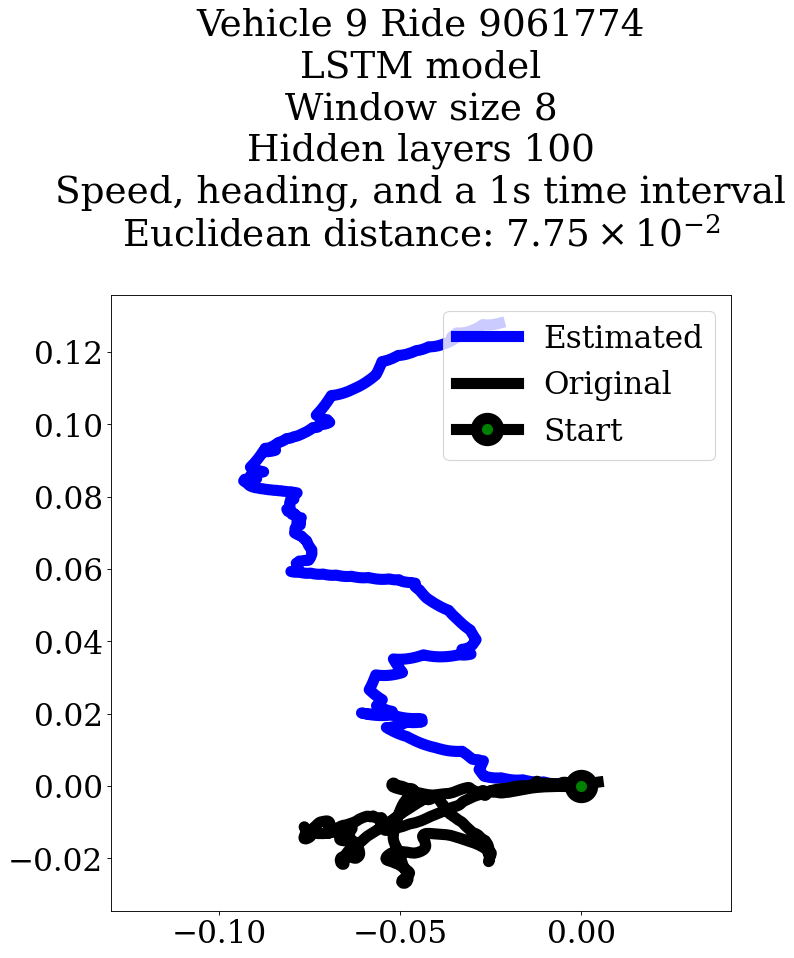 Vehicle 9 Ride 9061774
LSTM model
Window size 8
Hidden layers 100
Speed, heading, and a 1s time interval
Euclidean distance: 7.75 × 10⁻²
Estimated
Original
Start
0.12
0.10
0.08
0.06
0.04
0.02
0.00
−0.02
−0.10 −0.05 0.00